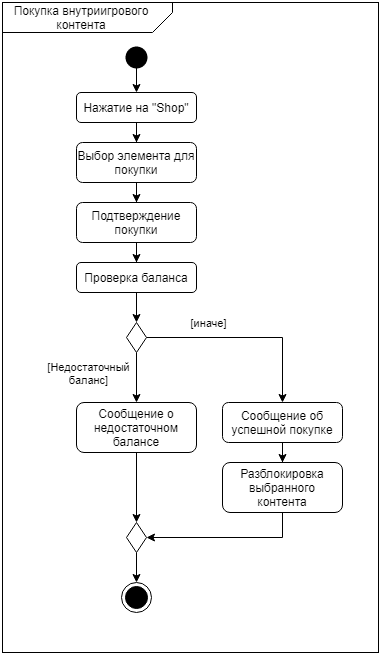 Покупка внутриигрового
контента
Нажатие на "Shop"
Выбор элемента для
покупки
Подтверждение
покупки
Проверка баланса
[иначе]
[Недостаточный
баланс]
Сообщение о
недостаточном
балансе
Сообщение об
успешной покупке
Разблокировка
выбранного
контента